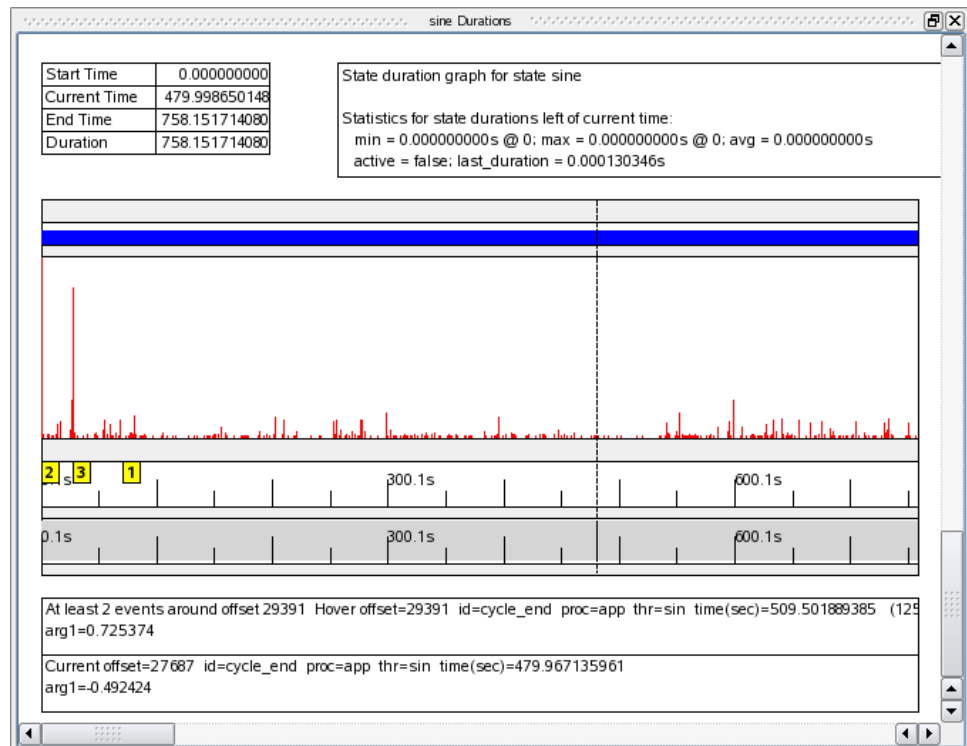 sine Durations
Start Time 0.000000000
Current Time 479.998650148
End Time 758.151714080
Duration 758.151714080
State duration graph for state sine
Statistics for state durations left of current time:
min = 0.000000000s @ 0; max = 0.000000000s @ 0; avg = 0.000000000s
active = false; last_duration = 0.000130346s
2 s 3 1 300.1s 600.1s
0.1s 300.1s 600.1s
At least 2 events around offset 29391 Hover offset=29391 id=cycle_end proc=app thr=sin time(sec)=509.501889385 (125
arg1=0.725374
Current offset=27687 id=cycle_end proc=app thr=sin time(sec)=479.967135961
arg1=-0.492424